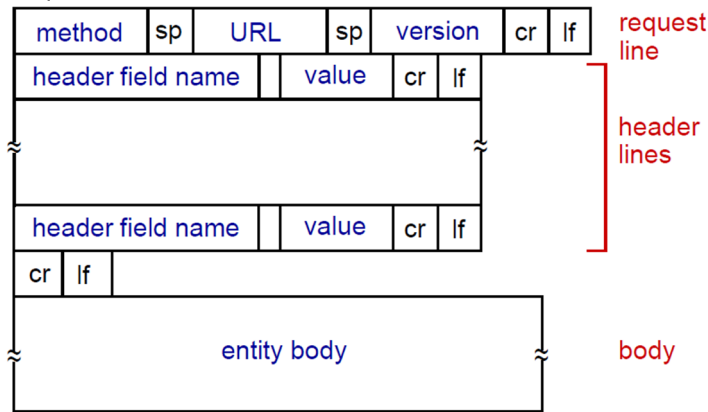 method sp URL sp version cr lf request line
header field name value cr lf
header lines
header field name value cr lf
cr lf
entity body body